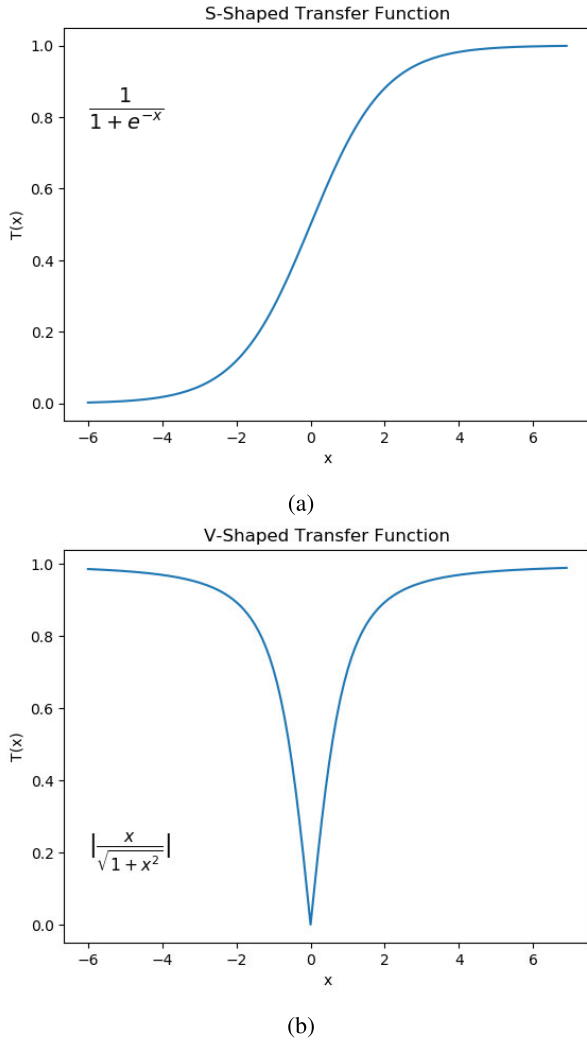 S-Shaped Transfer Function
1.0
0.8
0.6
0.4
0.2
0.0
T(x)
1
1 + e^{-x}
−6 −4 −2 0 2 4 6
x
(a)
V-Shaped Transfer Function
1.0
0.8
0.6
0.4
0.2
0.0
T(x)
|x / √(1 + x²)|
−6 −4 −2 0 2 4 6
x
(b)